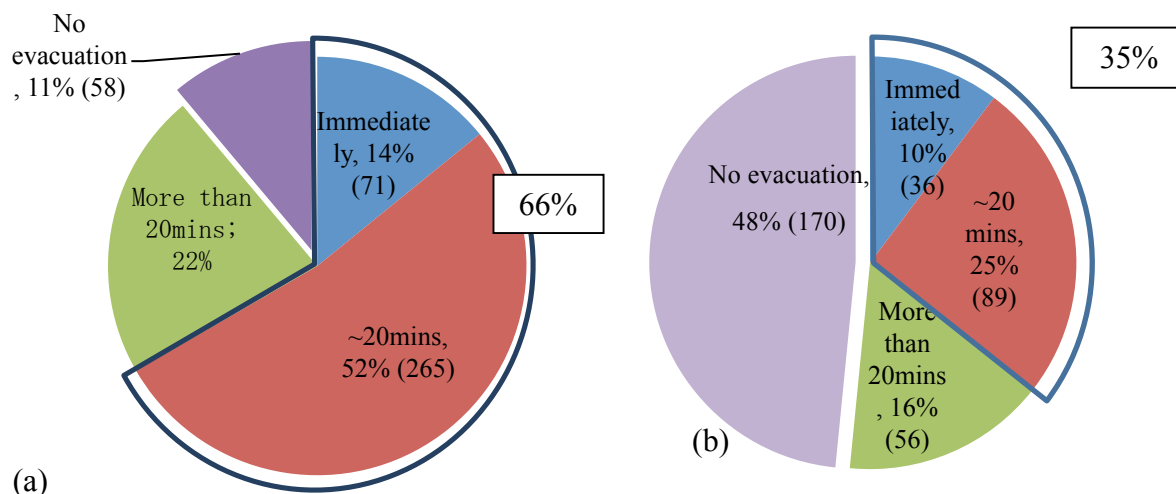 No
evacuation
, 11% (58)
Immediate
ly, 14%
(71)
66%
More than
20mins;
22%
~20mins,
52% (265)
(a)
35%
Immed
iately,
10%
(36)
No evacuation,
48% (170)
~20
mins,
25%
(89)
More
than
20mins
, 16%
(56)
(b)